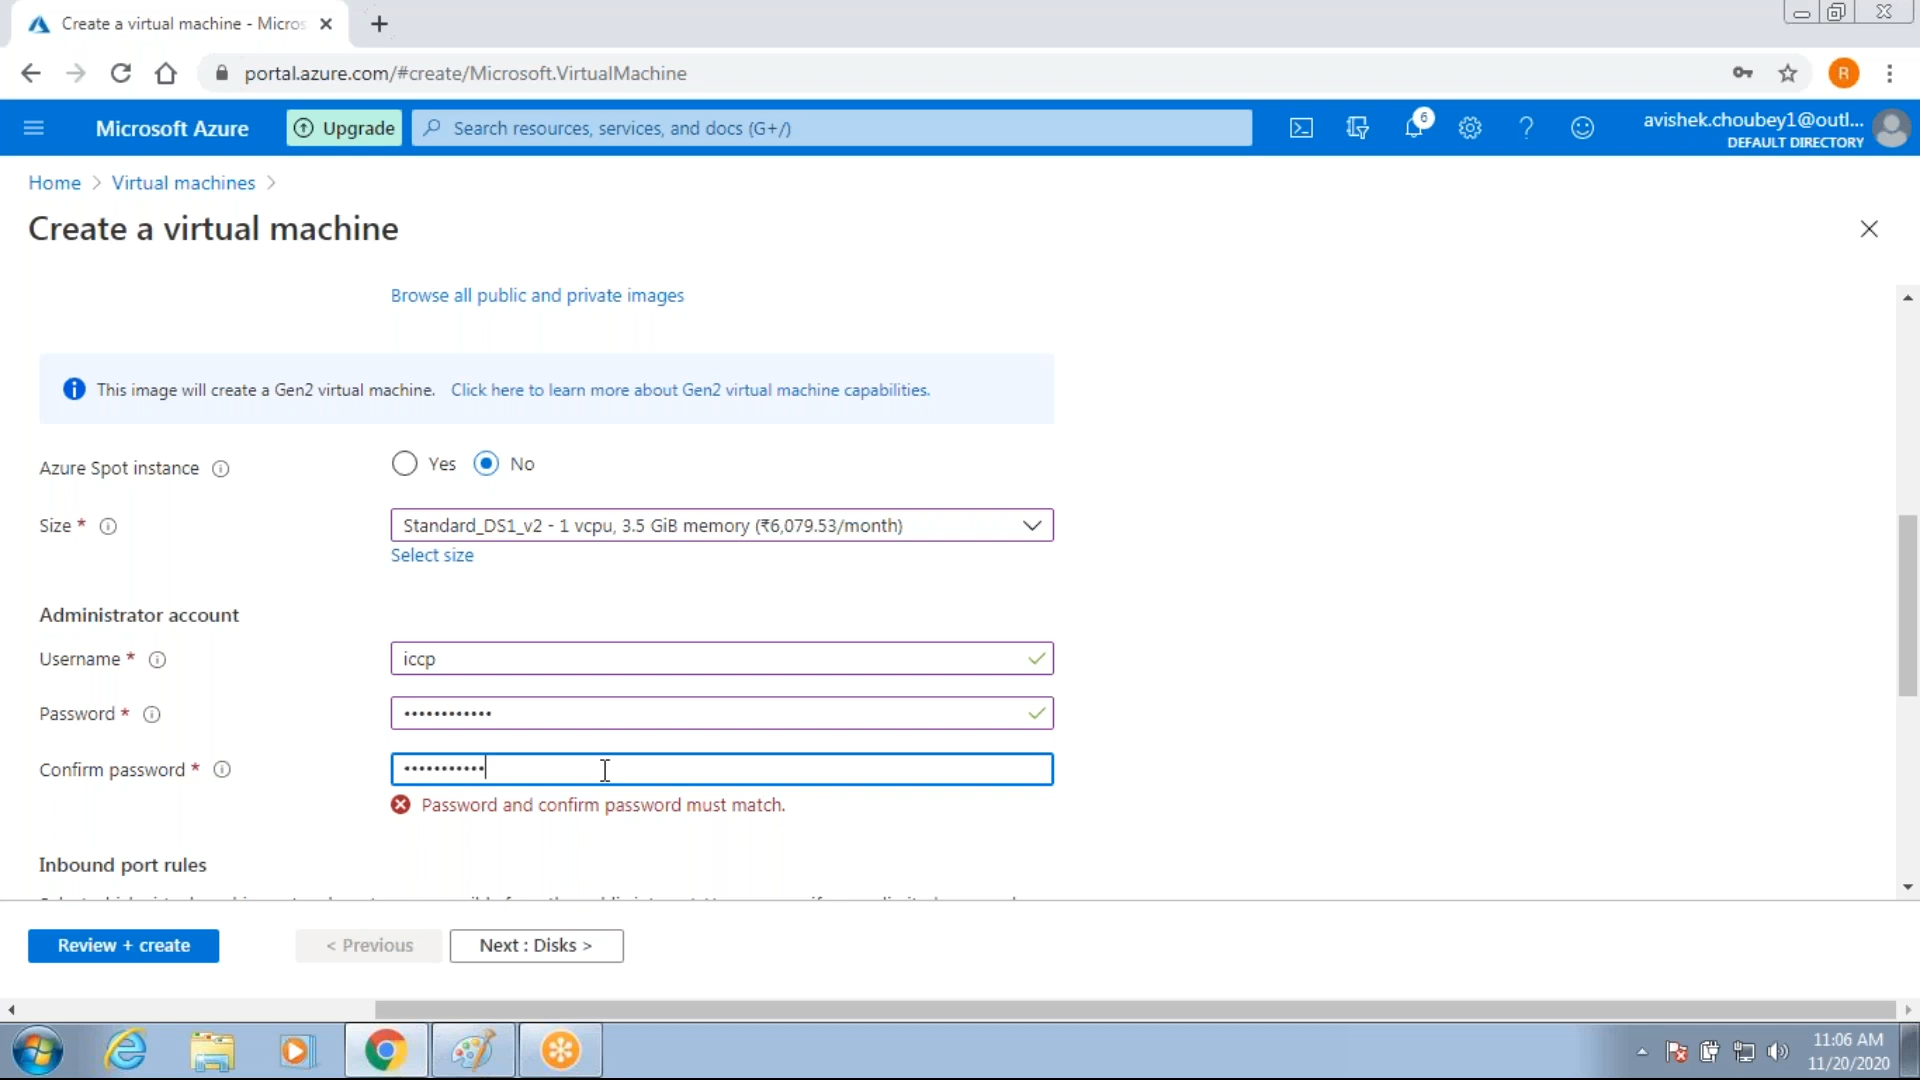 Create a virtual machine - Micros
portal.azure.com/#create/Microsoft.VirtualMachine
R
Microsoft Azure
Upgrade
Search resources, services, and docs (G+/)
6
avishek.choubey1@outl...
DEFAULT DIRECTORY
Home > Virtual machines >
Create a virtual machine
Browse all public and private images
This image will create a Gen2 virtual machine. Click here to learn more about Gen2 virtual machine capabilities.
Azure Spot instance
Yes
No
Size *
Standard_DS1_v2 - 1 vcpu, 3.5 GiB memory (₹6,079.53/month)
Select size
Administrator account
Username *
iccp
Password *
••••••••••••
Confirm password *
•••••••••••
Password and confirm password must match.
Inbound port rules
Review + create
< Previous
Next : Disks >
11:06 AM
11/20/2020